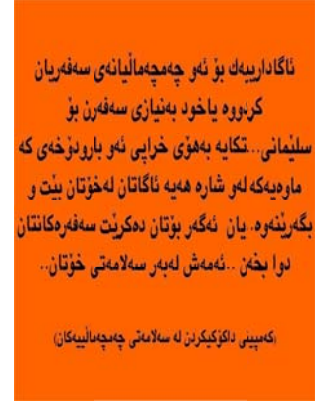 ئاگادارییەك بۆ ئەو چەمچەماڵیانەی سەفەریان
کردووە یاخود بەنیازی سەفەرن بۆ
سلێمانی...تکایە بەهۆی خراپی ئەو بارودۆخەی کە
ماوەیەکە لەو شارە هەیە ئاگاتان لەخۆتان بێت و
بگەرێنەوە..یان ئەگەر بۆتان دەکرێت سەفەرەکانتان
دوا بخەن ..ئەمەش لەبەر سەلامەتی خۆتان..
(کەمپینی داکۆکیکردن لە سەلامەتی چەمچەماڵییەکان)